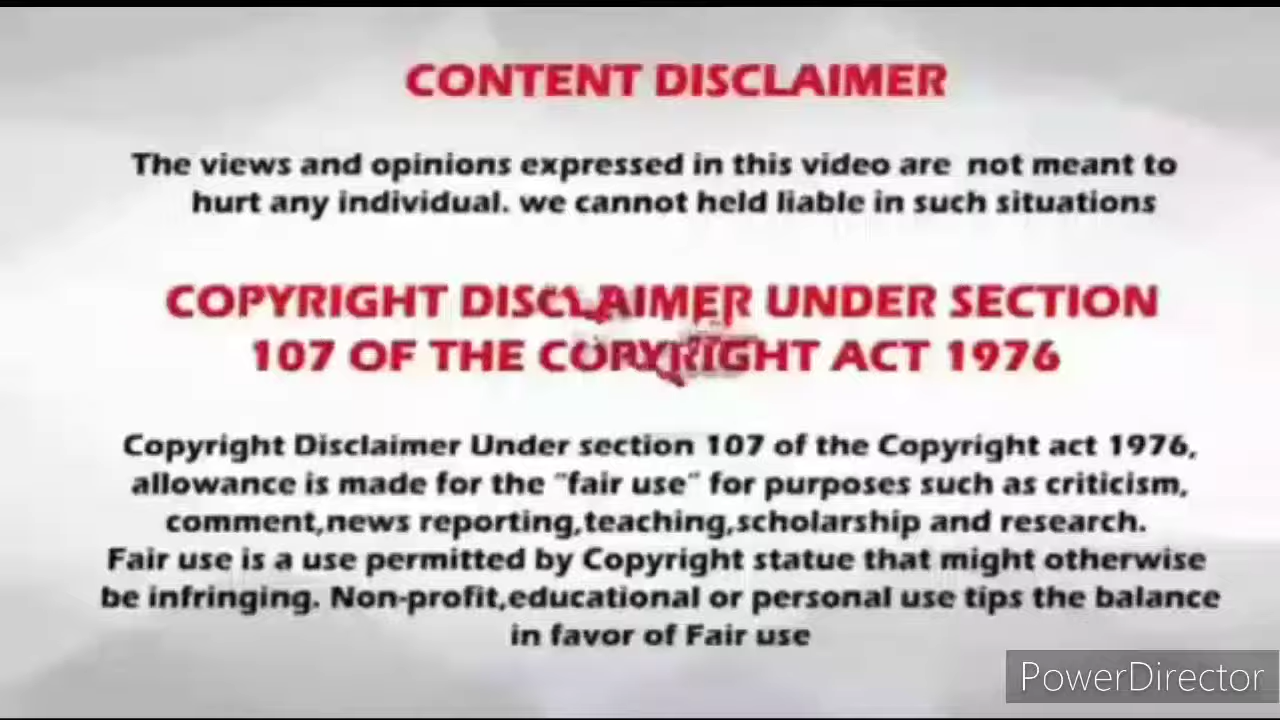 CONTENT DISCLAIMER
The views and opinions expressed in this video are not meant to
hurt any individual. we cannot held liable in such situations
COPYRIGHT DISCLAIMER UNDER SECTION
107 OF THE COPYRIGHT ACT 1976
Copyright Disclaimer Under section 107 of the Copyright act 1976,
allowance is made for the "fair use" for purposes such as criticism,
comment,news reporting,teaching,scholarship and research.
Fair use is a use permitted by Copyright statue that might otherwise
be infringing. Non-profit,educational or personal use tips the balance
in favor of Fair use
PowerDirector